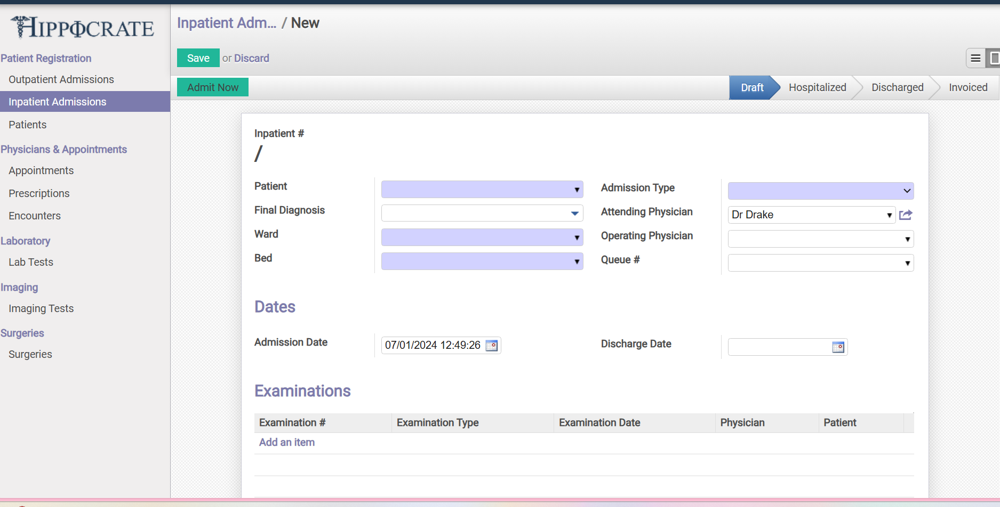 HIPPOCRATE
Patient Registration
Outpatient Admissions
Inpatient Admissions
Patients
Physicians & Appointments
Appointments
Prescriptions
Encounters
Laboratory
Lab Tests
Imaging
Imaging Tests
Surgeries
Surgeries
Inpatient Adm... / New
Save or Discard
Admit Now
Draft Hospitalized Discharged Invoiced
Inpatient #
/
Patient
Final Diagnosis
Ward
Bed
Admission Type
Attending Physician Dr Drake
Operating Physician
Queue #
Dates
Admission Date 07/01/2024 12:49:26
Discharge Date
Examinations
Examination # Examination Type Examination Date Physician Patient
Add an item